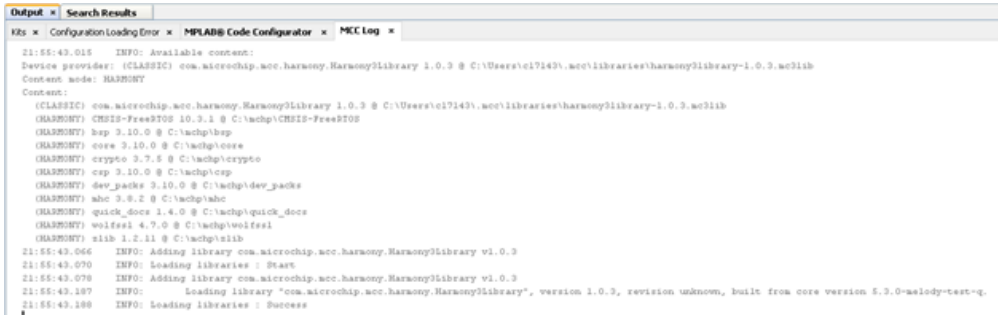 Output × Search Results
Kits × Configuration Loading Error × MPLAB® Code Configurator × MCC Log ×
21:55:43.015 INFO: Available content:
Device provider: (CLASSIC) com.microchip.mcc.harmony.Harmony3Library 1.0.3 @ C:\Users\c17143\.mcc\libraries\harmony3library-1.0.3.mc3lib
Content mode: HARMONY
Content:
(CLASSIC) com.microchip.mcc.harmony.Harmony3Library 1.0.3 @ C:\Users\c17143\.mcc\libraries\harmony3library-1.0.3.mc3lib
(HARMONY) CMSIS-FreeRTOS 10.3.1 @ C:\mchp\CMSIS-FreeRTOS
(HARMONY) bsp 3.10.0 @ C:\mchp\bsp
(HARMONY) core 3.10.0 @ C:\mchp\core
(HARMONY) crypto 3.7.5 @ C:\mchp\crypto
(HARMONY) csp 3.10.0 @ C:\mchp\csp
(HARMONY) dev_packs 3.10.0 @ C:\mchp\dev_packs
(HARMONY) mhc 3.8.2 @ C:\mchp\mhc
(HARMONY) quick_docs 1.4.0 @ C:\mchp\quick_docs
(HARMONY) wolfssl 4.7.0 @ C:\mchp\wolfssl
(HARMONY) zlib 1.2.11 @ C:\mchp\zlib
21:55:43.066 INFO: Adding library com.microchip.mcc.harmony.Harmony3Library v1.0.3
21:55:43.070 INFO: Loading libraries : Start
21:55:43.078 INFO: Adding library com.microchip.mcc.harmony.Harmony3Library v1.0.3
21:55:43.187 INFO: Loading library "com.microchip.mcc.harmony.Harmony3Library", version 1.0.3, revision unknown, built from core version 5.3.0-melody-test-q.
21:55:43.188 INFO: Loading libraries : Success